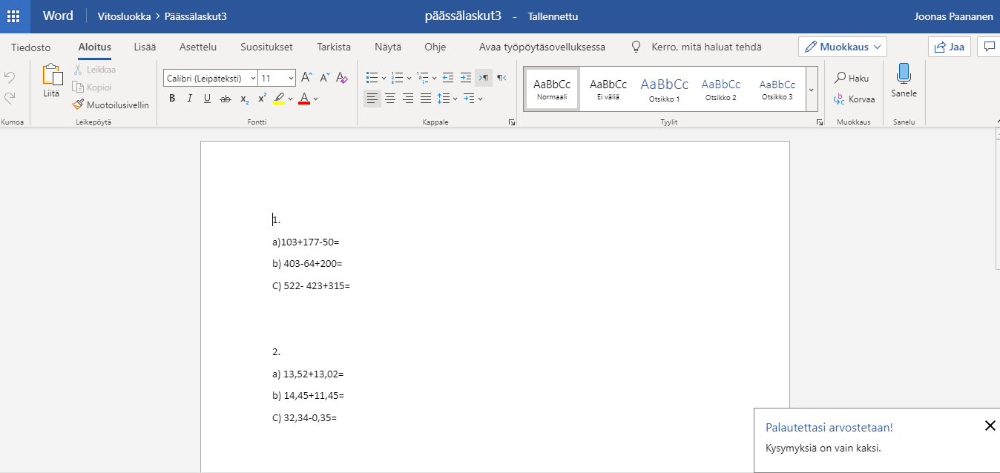 Word
Vitosluokka > Päässälaskut3
päässälaskut3 - Tallennettu
Joonas Paananen
Tiedosto Aloitus Lisää Asettelu Suositukset Tarkista Näytä Ohje Avaa työpöytäsovelluksessa Kerro, mitä haluat tehdä Muokkaus Jaa
Liitä
Leikkaa
Kopioi
Muotoilusivellin
Calibri (Leipäteksti) 11
B I U ab x₂ x² A
AaBbCc AaBbCc AaBbCc AaBbCc AaBbCc
Normaali Ei väliä Otsikko 1 Otsikko 2 Otsikko 3
Haku
Korvaa
Sanele
Kumoa Leikepöytä Fontti Kappale Tyylit Muokkaus Sanelu
1.
a)103+177-50=
b) 403-64+200=
C) 522- 423+315=
2.
a) 13,52+13,02=
b) 14,45+11,45=
C) 32,34-0,35=
Palautettasi arvostetaan!
Kysymyksiä on vain kaksi.